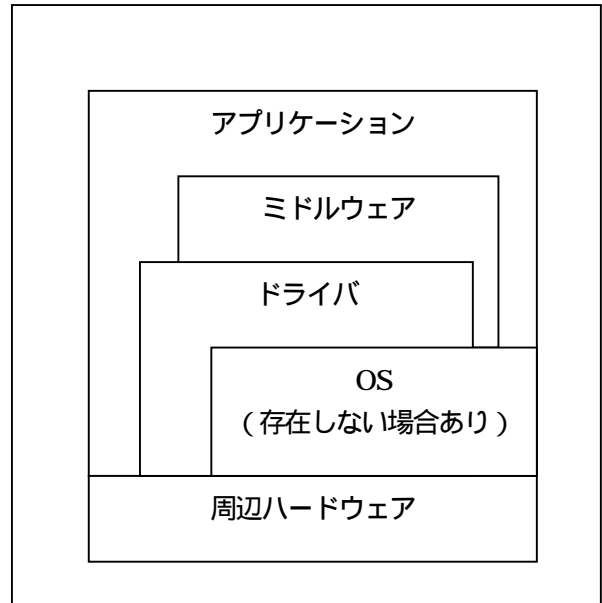 アプリケーション
ミドルウェア
ドライバ
OS
（存在しない場合あり）
周辺ハードウェア